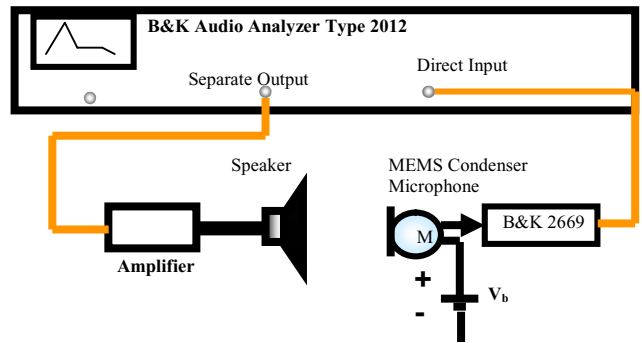 B&K Audio Analyzer Type 2012
Separate Output
Direct Input
Speaker
MEMS Condenser
Microphone
M
B&K 2669
Amplifier
+
-
Vb